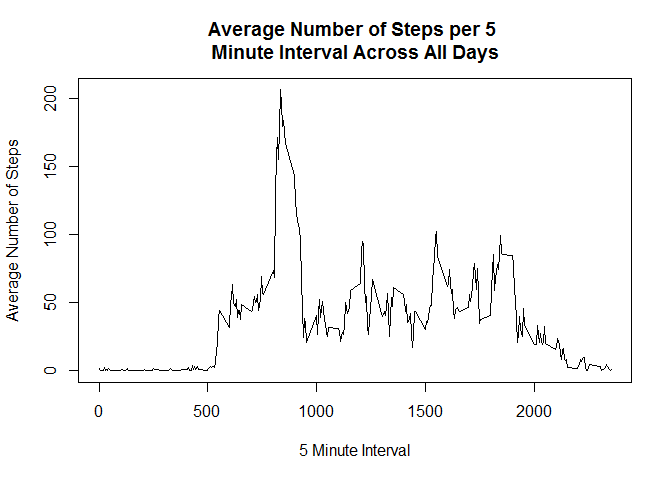 Average Number of Steps per 5
Minute Interval Across All Days
Average Number of Steps
200
150
100
50
0
0 500 1000 1500 2000
5 Minute Interval